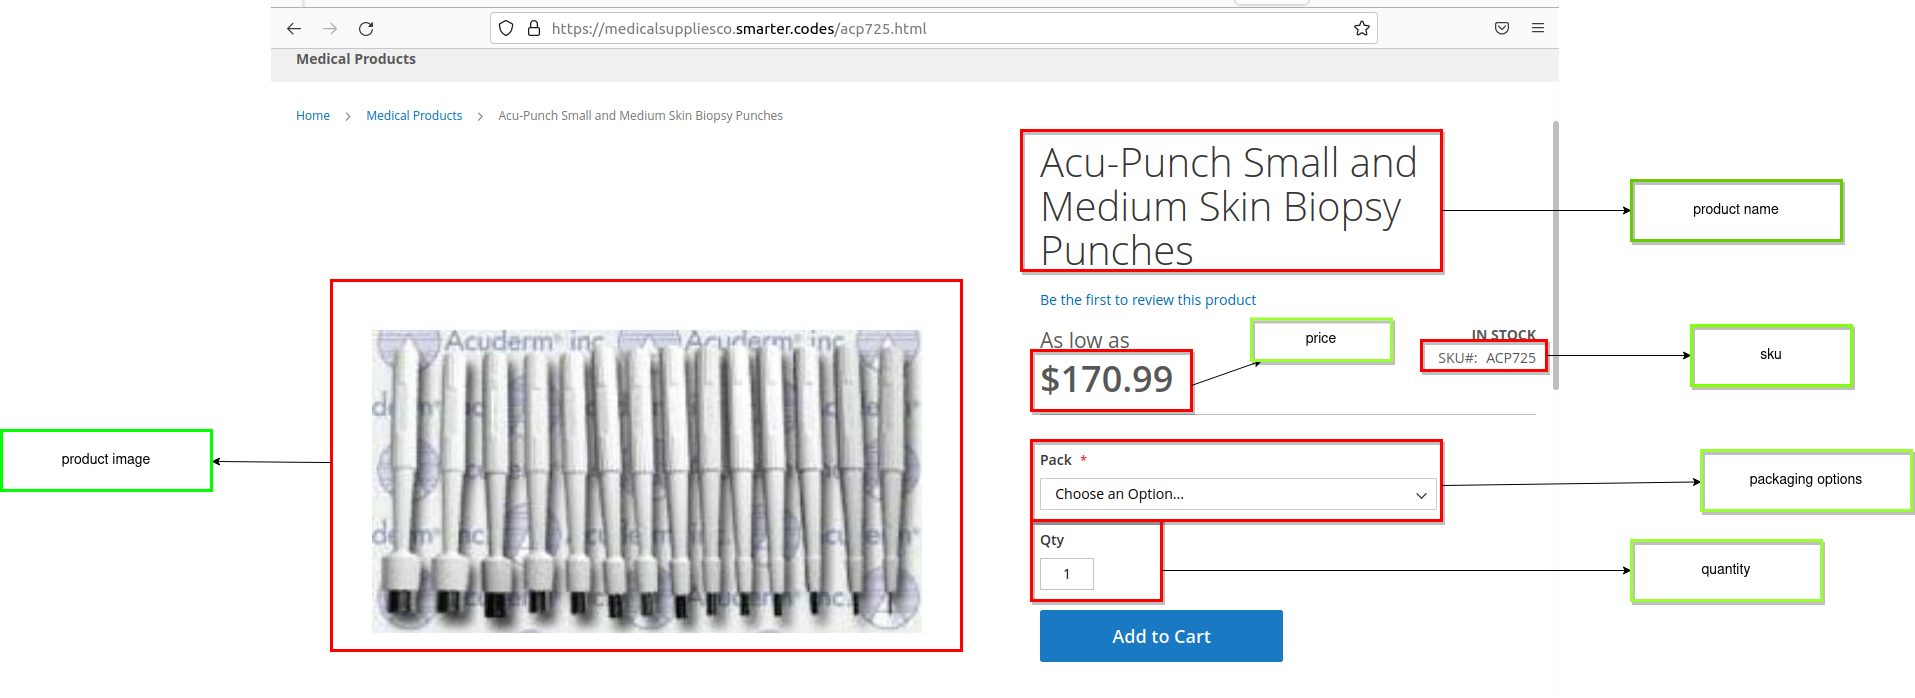 https://medicalsuppliesco.smarter.codes/acp725.html
Medical Products
Home > Medical Products > Acu-Punch Small and Medium Skin Biopsy Punches
Acu-Punch Small and
Medium Skin Biopsy
Punches
product name
Be the first to review this product
As low as
$170.99
price
IN STOCK
SKU#: ACP725
sku
Acuderm® inc.
Acuderm® inc.
product image
Pack *
Choose an Option...
packaging options
Qty
1
quantity
Add to Cart